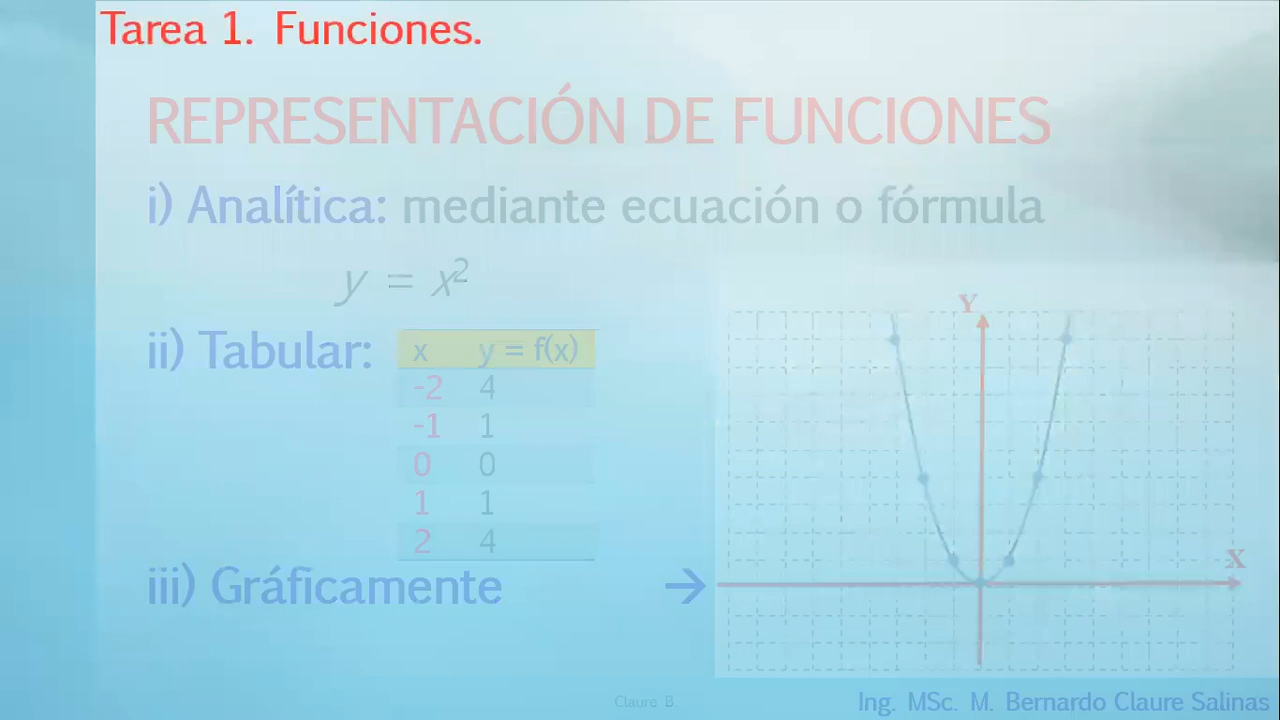 Tarea 1. Funciones.
REPRESENTACIÓN DE FUNCIONES
i) Analítica: mediante ecuación o fórmula
y = x²
ii) Tabular:
x y = f(x)
-2 4
-1 1
0 0
1 1
2 4
iii) Gráficamente →
Y
X
Claure B.
Ing. MSc. M. Bernardo Claure Salinas